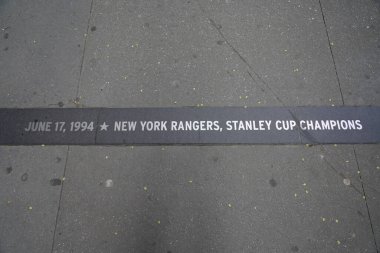 JUNE 17, 1994 ★ NEW YORK RANGERS, STANLEY CUP CHAMPIONS